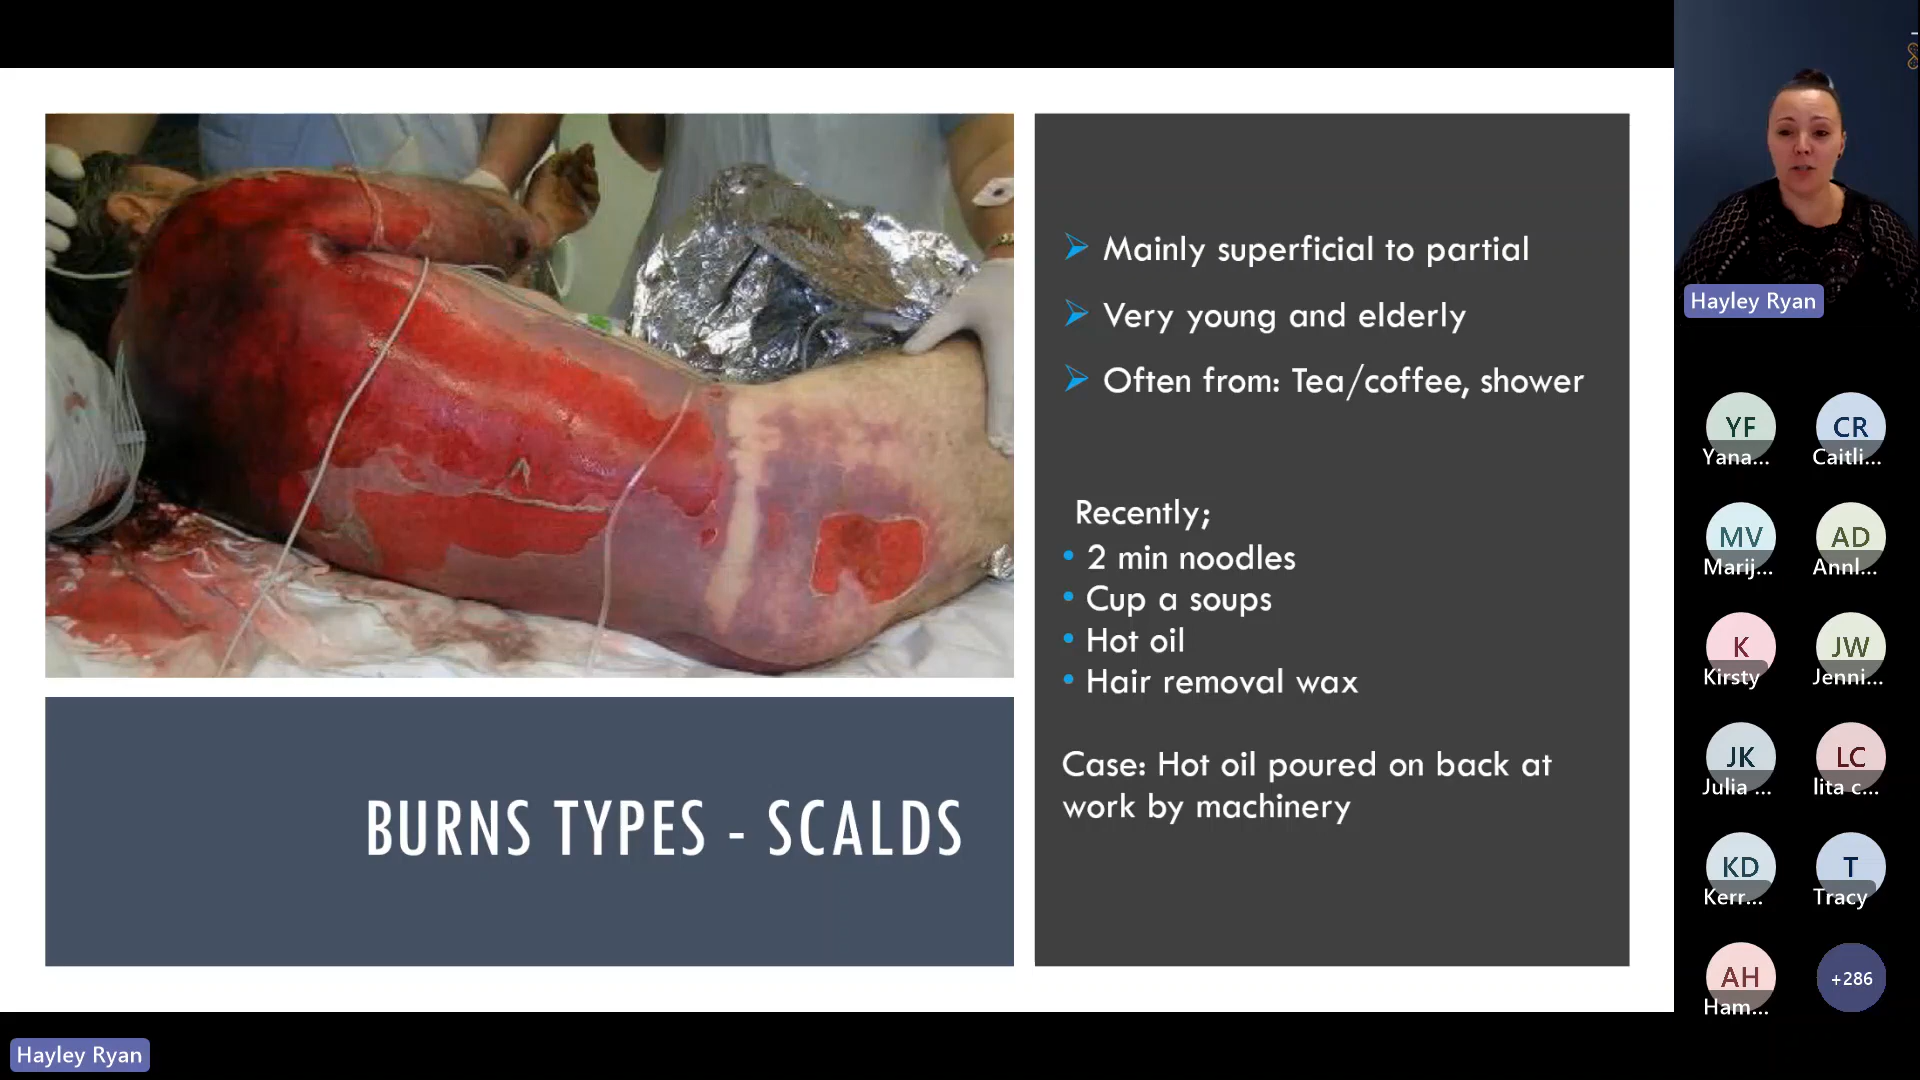 Mainly superficial to partial
Very young and elderly
Often from: Tea/coffee, shower
Recently;
2 min noodles
Cup a soups
Hot oil
Hair removal wax
Case: Hot oil poured on back at
work by machinery
BURNS TYPES - SCALDS
Hayley Ryan
YF
Yana...
CR
Caitli...
MV
Marij...
AD
Annl...
K
Kirsty
JW
Jenni...
JK
Julia ...
LC
lita c...
KD
Kerr...
T
Tracy
AH
Ham...
+286
Hayley Ryan